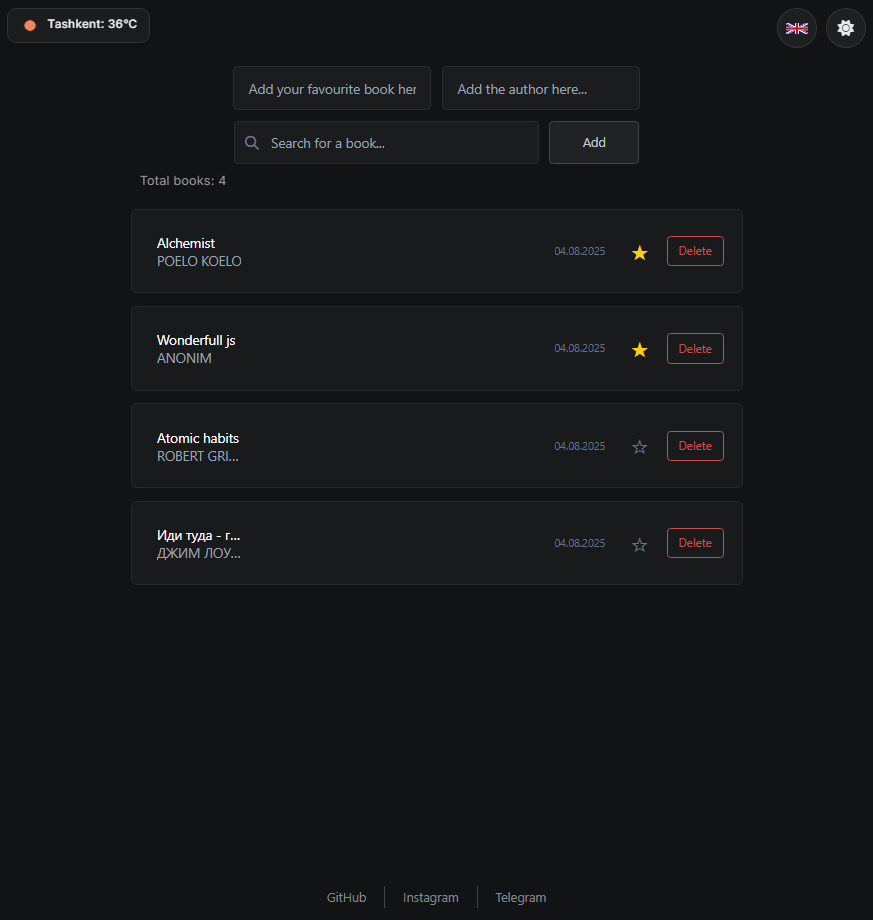 Tashkent: 36°C
Add your favourite book her
Add the author here...
Search for a book...
Add
Total books: 4
Alchemist
POELO KOELO
04.08.2025
Delete
Wonderfull js
ANONIM
04.08.2025
Delete
Atomic habits
ROBERT GRI...
04.08.2025
Delete
Иди туда - г...
ДЖИМ ЛОУ...
04.08.2025
Delete
GitHub
Instagram
Telegram